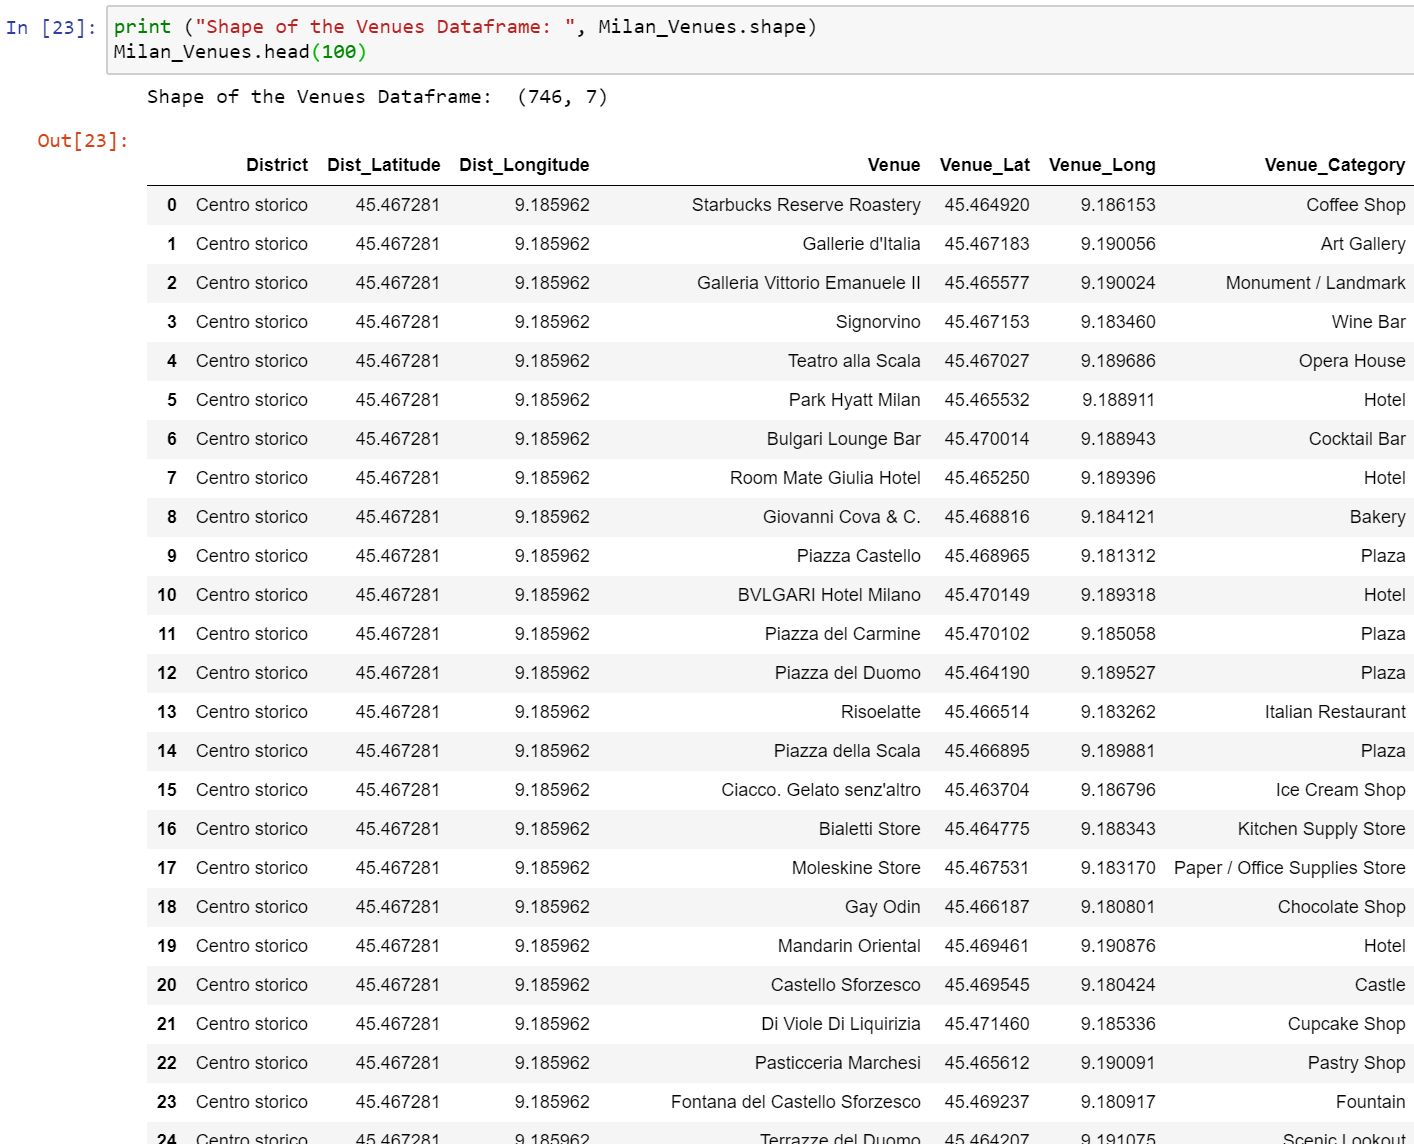 In [23]: print ("Shape of the Venues Dataframe: ", Milan_Venues.shape)
Milan_Venues.head(100)
Shape of the Venues Dataframe:  (746, 7)
Out[23]:
District Dist_Latitude Dist_Longitude Venue Venue_Lat Venue_Long Venue_Category
0 Centro storico 45.467281 9.185962 Starbucks Reserve Roastery 45.464920 9.186153 Coffee Shop
1 Centro storico 45.467281 9.185962 Gallerie d'Italia 45.467183 9.190056 Art Gallery
2 Centro storico 45.467281 9.185962 Galleria Vittorio Emanuele II 45.465577 9.190024 Monument / Landmark
3 Centro storico 45.467281 9.185962 Signorvino 45.467153 9.183460 Wine Bar
4 Centro storico 45.467281 9.185962 Teatro alla Scala 45.467027 9.189686 Opera House
5 Centro storico 45.467281 9.185962 Park Hyatt Milan 45.465532 9.188911 Hotel
6 Centro storico 45.467281 9.185962 Bulgari Lounge Bar 45.470014 9.188943 Cocktail Bar
7 Centro storico 45.467281 9.185962 Room Mate Giulia Hotel 45.465250 9.189396 Hotel
8 Centro storico 45.467281 9.185962 Giovanni Cova & C. 45.468816 9.184121 Bakery
9 Centro storico 45.467281 9.185962 Piazza Castello 45.468965 9.181312 Plaza
10 Centro storico 45.467281 9.185962 BVLGARI Hotel Milano 45.470149 9.189318 Hotel
11 Centro storico 45.467281 9.185962 Piazza del Carmine 45.470102 9.185058 Plaza
12 Centro storico 45.467281 9.185962 Piazza del Duomo 45.464190 9.189527 Plaza
13 Centro storico 45.467281 9.185962 Risoelatte 45.466514 9.183262 Italian Restaurant
14 Centro storico 45.467281 9.185962 Piazza della Scala 45.466895 9.189881 Plaza
15 Centro storico 45.467281 9.185962 Ciacco. Gelato senz'altro 45.463704 9.186796 Ice Cream Shop
16 Centro storico 45.467281 9.185962 Bialetti Store 45.464775 9.188343 Kitchen Supply Store
17 Centro storico 45.467281 9.185962 Moleskine Store 45.467531 9.183170 Paper / Office Supplies Store
18 Centro storico 45.467281 9.185962 Gay Odin 45.466187 9.180801 Chocolate Shop
19 Centro storico 45.467281 9.185962 Mandarin Oriental 45.469461 9.190876 Hotel
20 Centro storico 45.467281 9.185962 Castello Sforzesco 45.469545 9.180424 Castle
21 Centro storico 45.467281 9.185962 Di Viole Di Liquirizia 45.471460 9.185336 Cupcake Shop
22 Centro storico 45.467281 9.185962 Pasticceria Marchesi 45.465612 9.190091 Pastry Shop
23 Centro storico 45.467281 9.185962 Fontana del Castello Sforzesco 45.469237 9.180917 Fountain
24 Centro storico 45.467281 9.185962 Terrazze del Duomo 45.464207 9.191075 Scenic Lookout